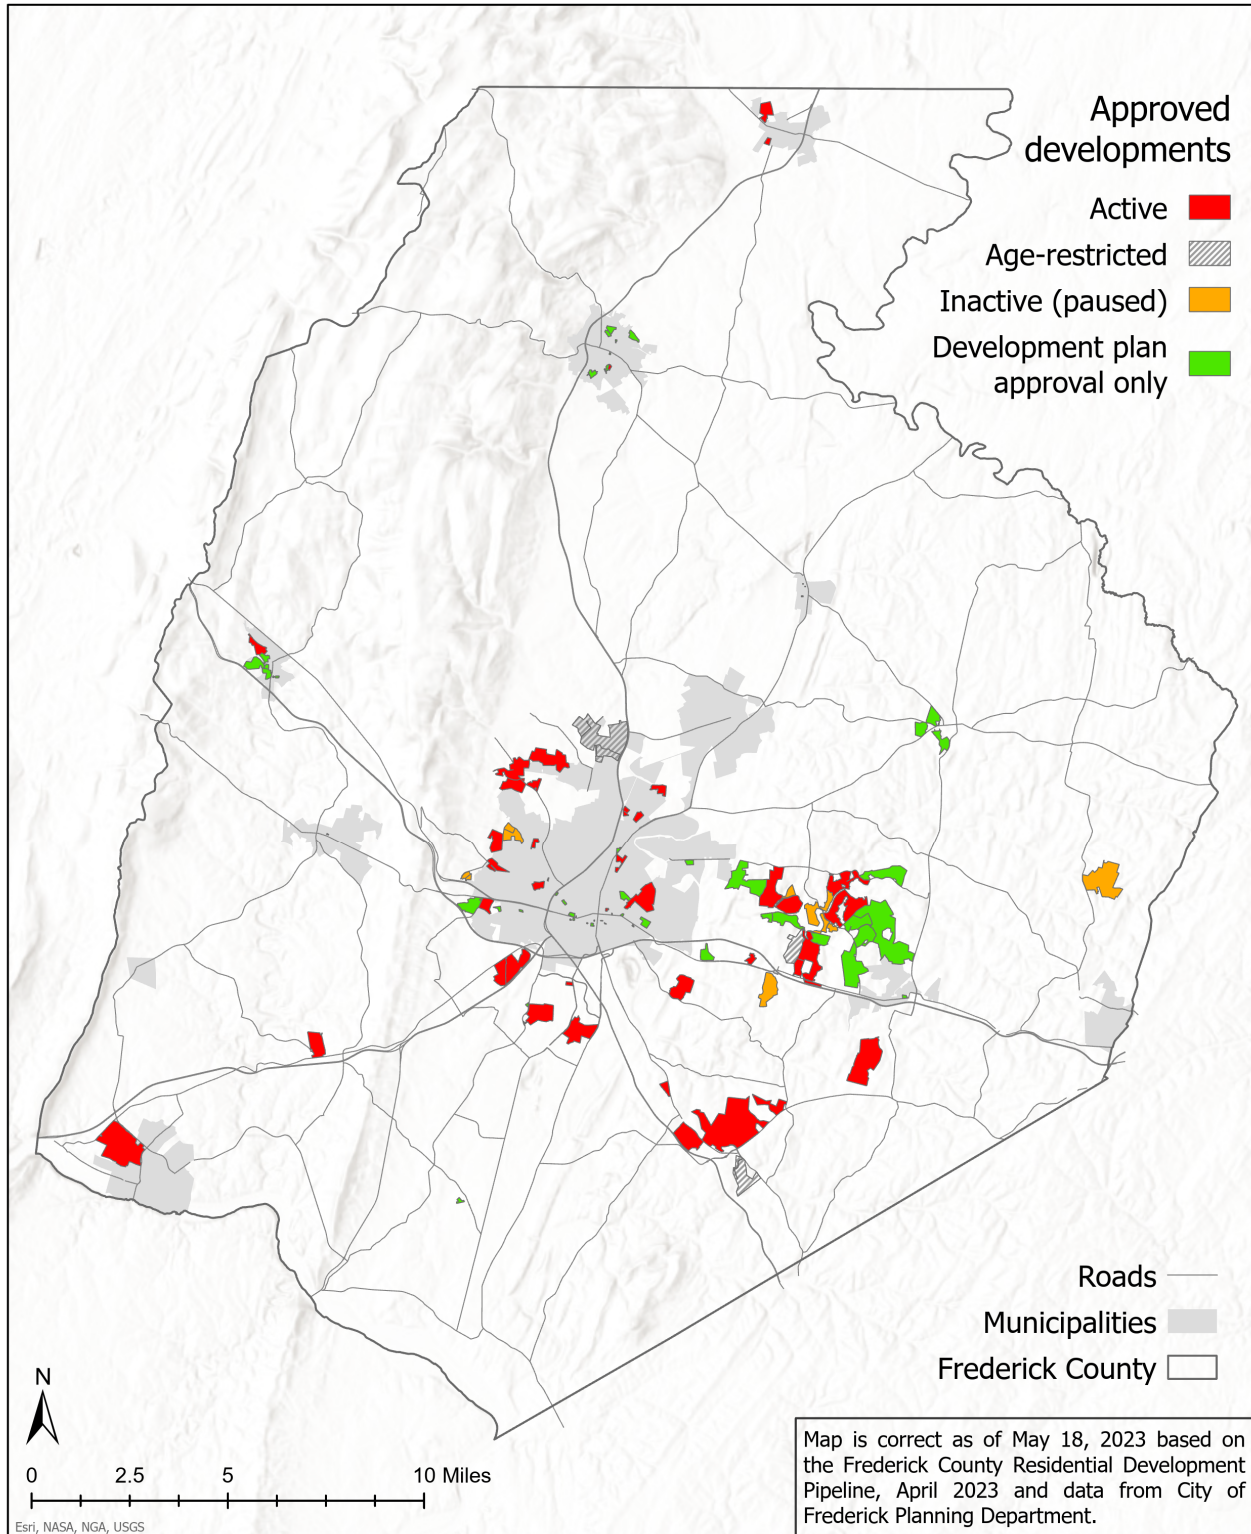 Approved
developments
Active
Age-restricted
Inactive (paused)
Development plan
approval only
Roads
Municipalities
Frederick County
N
0 2.5 5 10 Miles
Map is correct as of May 18, 2023 based on
the Frederick County Residential Development
Pipeline, April 2023 and data from City of
Frederick Planning Department.
Esri, NASA, NGA, USGS